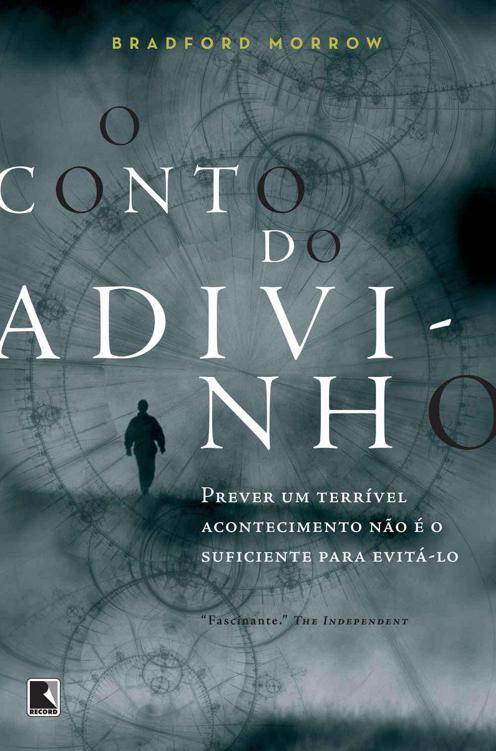 BRADFORD MORROW
O
CONTO
DO
ADIVI-
NHO
PREVER UM TERRÍVEL
ACONTECIMENTO NÃO É O
SUFICIENTE PARA EVITÁ-LO
“Fascinante.” THE INDEPENDENT
R
RECORD